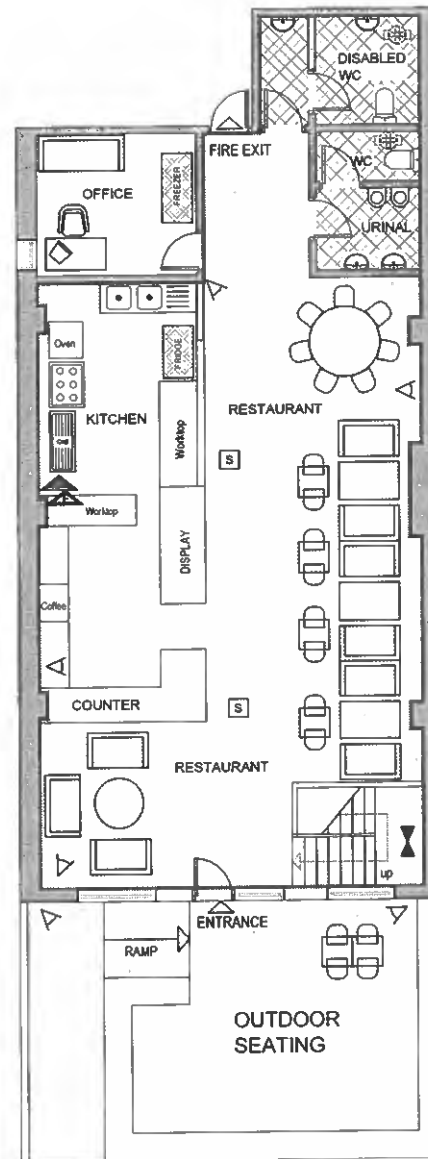 DISABLED
WC
FIRE EXIT
WC
OFFICE
FREEZER
URINAL
Oven
FRIDGE
KITCHEN
RESTAURANT
Worktop
S
Worktop
DISPLAY
Coffee
COUNTER
S
RESTAURANT
up
ENTRANCE
RAMP
OUTDOOR
SEATING